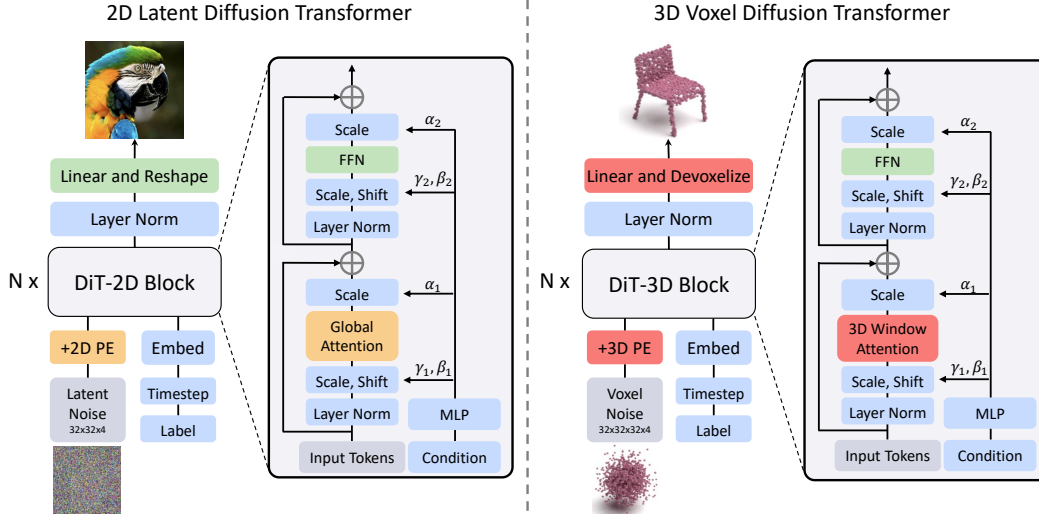 2D Latent Diffusion Transformer
Linear and Reshape
Layer Norm
N x
DiT-2D Block
+2D PE
Embed
Latent
Noise
32x32x4
Timestep
Label
α₂
Scale
FFN
γ₂, β₂
Scale, Shift
Layer Norm
α₁
Scale
Global
Attention
γ₁, β₁
Scale, Shift
Layer Norm
MLP
Input Tokens
Condition
3D Voxel Diffusion Transformer
Linear and Devoxelize
Layer Norm
N x
DiT-3D Block
+3D PE
Embed
Voxel
Noise
32x32x32x4
Timestep
Label
α₂
Scale
FFN
γ₂, β₂
Scale, Shift
Layer Norm
α₁
Scale
3D Window
Attention
γ₁, β₁
Scale, Shift
Layer Norm
MLP
Input Tokens
Condition